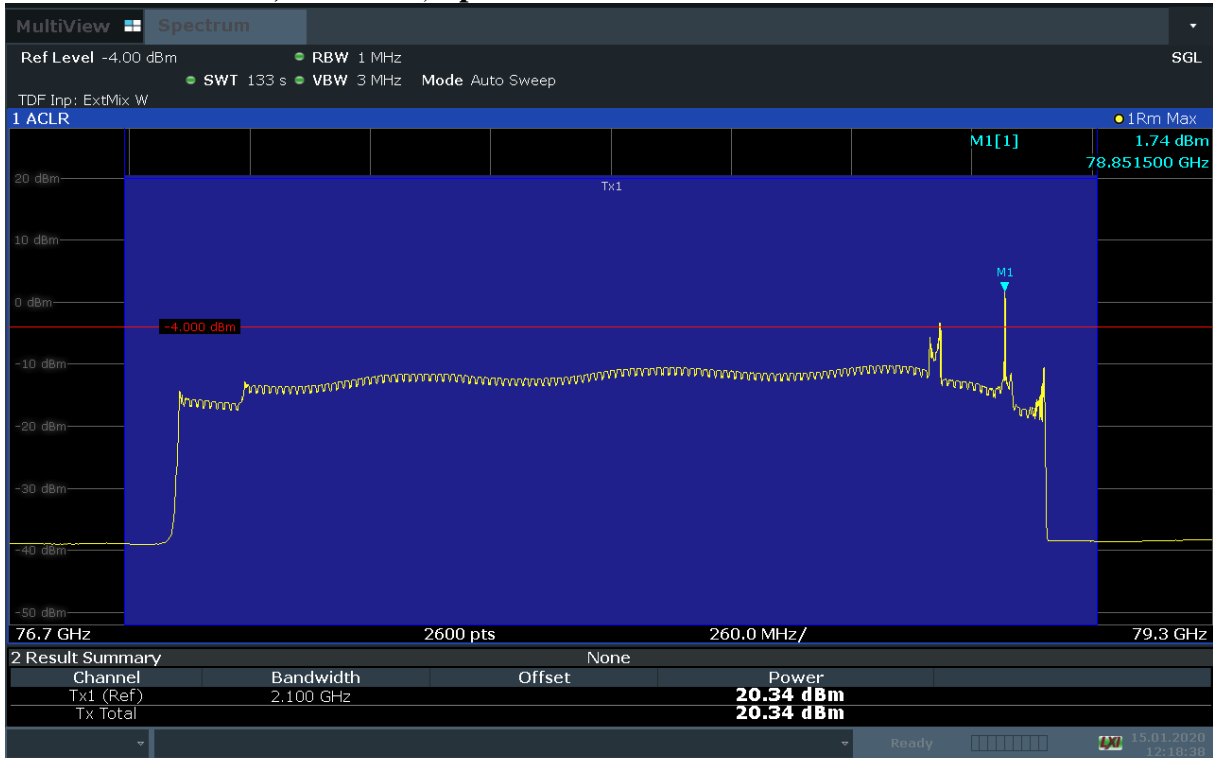 MultiView Spectrum
Ref Level -4.00 dBm RBW 1 MHz SGL
SWT 133 s VBW 3 MHz Mode Auto Sweep
TDF Inp: ExtMix W
1 ACLR 1Rm Max
M1[1] 1.74 dBm
78.851500 GHz
20 dBm
Tx1
10 dBm
M1
0 dBm
-4.000 dBm
-10 dBm
-20 dBm
-30 dBm
-40 dBm
-50 dBm
76.7 GHz 2600 pts 260.0 MHz/ 79.3 GHz
2 Result Summary None
Channel Bandwidth Offset Power
Tx1 (Ref) 2.100 GHz 20.34 dBm
Tx Total 20.34 dBm
Ready LXI 15.01.2020
12:18:38